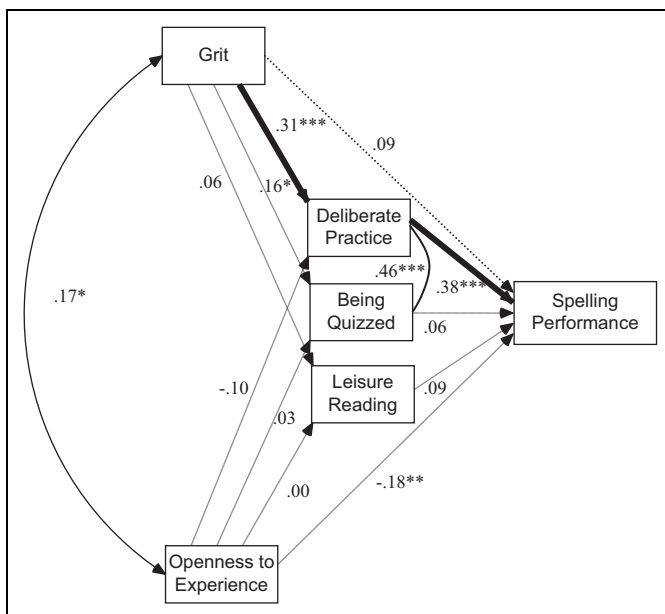 Grit
.31***
.09
.16*
.06
Deliberate
Practice
.46***
.38***
Being
Quizzed
.06
Spelling
Performance
.17*
Leisure
Reading
-.10
.09
.03
.00
-.18**
Openness to
Experience